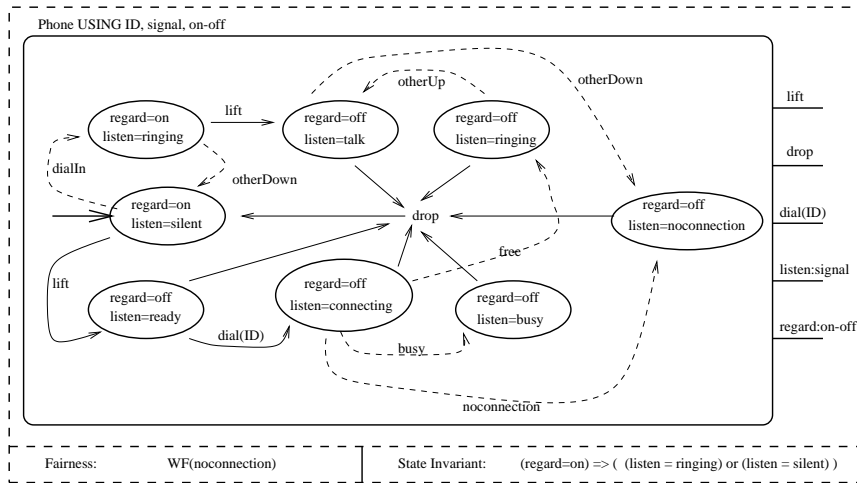 Phone USING ID, signal, on-off
otherDown
otherUp
lift
regard=on
listen=ringing
lift
regard=off
listen=talk
regard=off
listen=ringing
drop
dialIn
otherDown
regard=on
listen=silent
drop
regard=off
listen=noconnection
dial(ID)
free
lift
regard=off
listen=ready
regard=off
listen=connecting
regard=off
listen=busy
listen:signal
dial(ID)
busy
regard:on-off
noconnection
Fairness: WF(noconnection)
State Invariant: (regard=on) => ( (listen = ringing) or (listen = silent) )